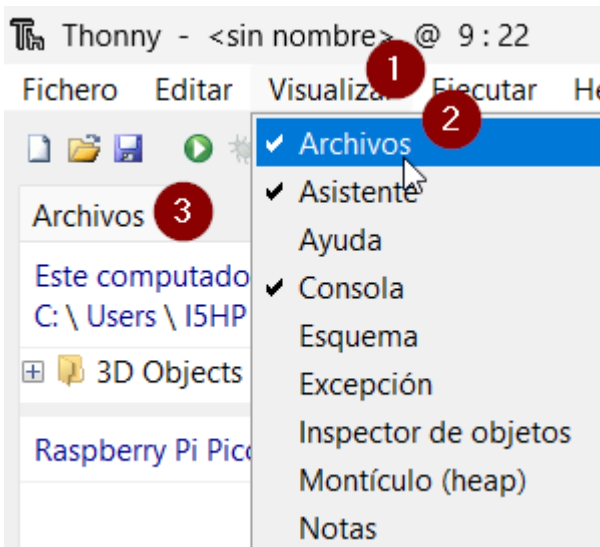 Thonny - <sin nombre> @ 9 : 22
Fichero Editar Visualizar Ejecutar
1
2
Archivos
Asistente
Ayuda
Consola
Esquema
Excepción
Inspector de objetos
Montículo (heap)
Notas
Archivos 3
Este computado
C: \ Users \ I5HP
3D Objects
Raspberry Pi Pico